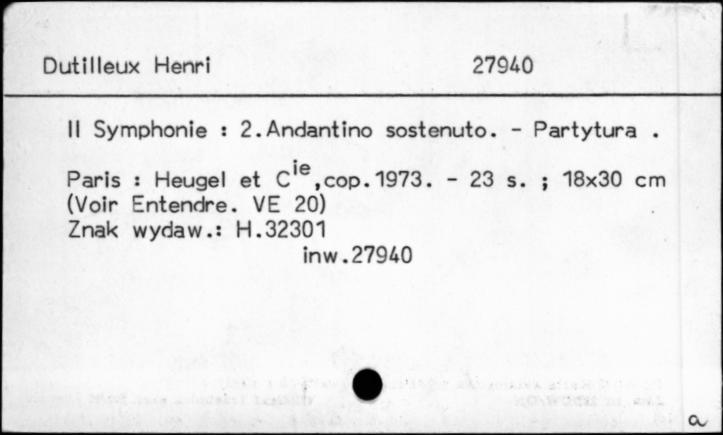 Dutilleux Henri 27940
II Symphonie : 2.Andantino sostenuto. - Partytura .
Paris : Heugel et Cie,cop.1973. - 23 s. ; 18x30 cm
(Voir Entendre. VE 20)
Znak wydaw.: H.32301
inw.27940
a